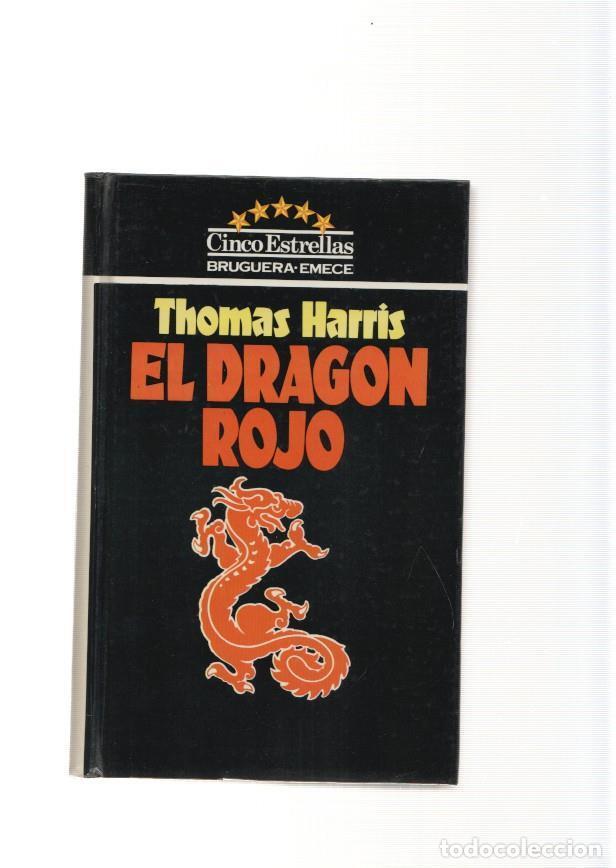 Cinco Estrellas
BRUGUERA·EMECE
Thomas Harris
EL DRAGON
ROJO
todocoleccion